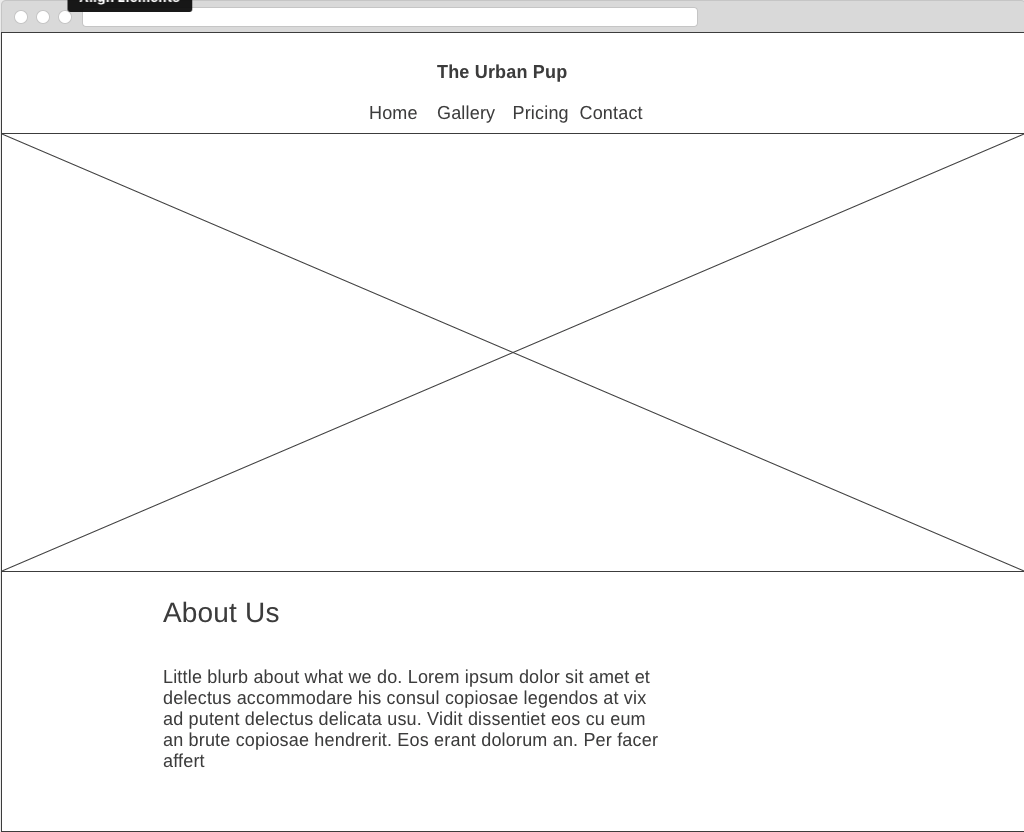 Align Elements
The Urban Pup
Home Gallery Pricing Contact
About Us
Little blurb about what we do. Lorem ipsum dolor sit amet et
delectus accommodare his consul copiosae legendos at vix
ad putent delectus delicata usu. Vidit dissentiet eos cu eum
an brute copiosae hendrerit. Eos erant dolorum an. Per facer
affert